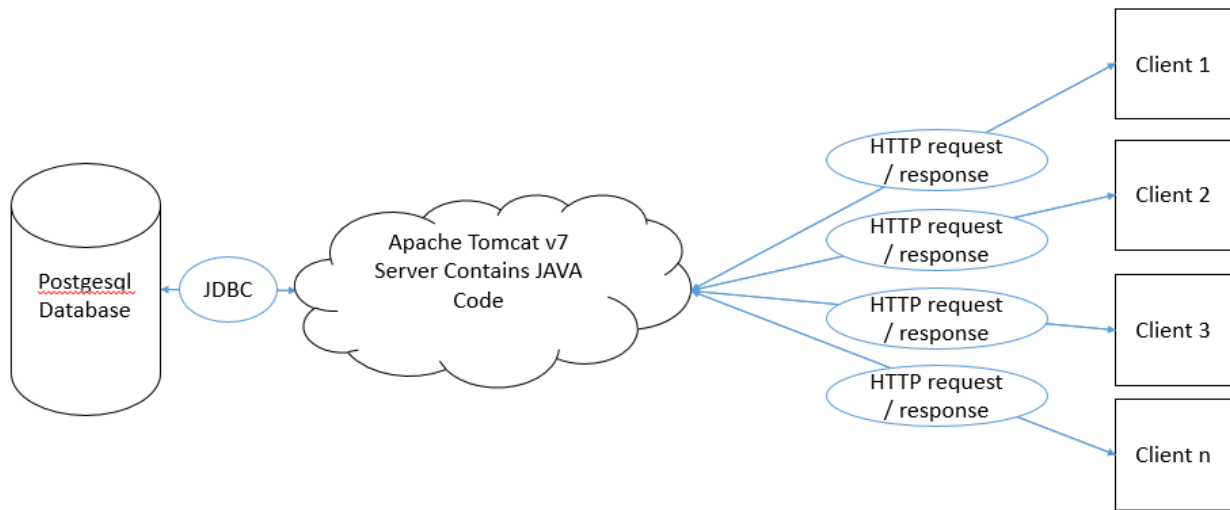 Postgesql
Database
JDBC
Apache Tomcat v7
Server Contains JAVA
Code
HTTP request
/ response
HTTP request
/ response
HTTP request
/ response
HTTP request
/ response
Client 1
Client 2
Client 3
Client n